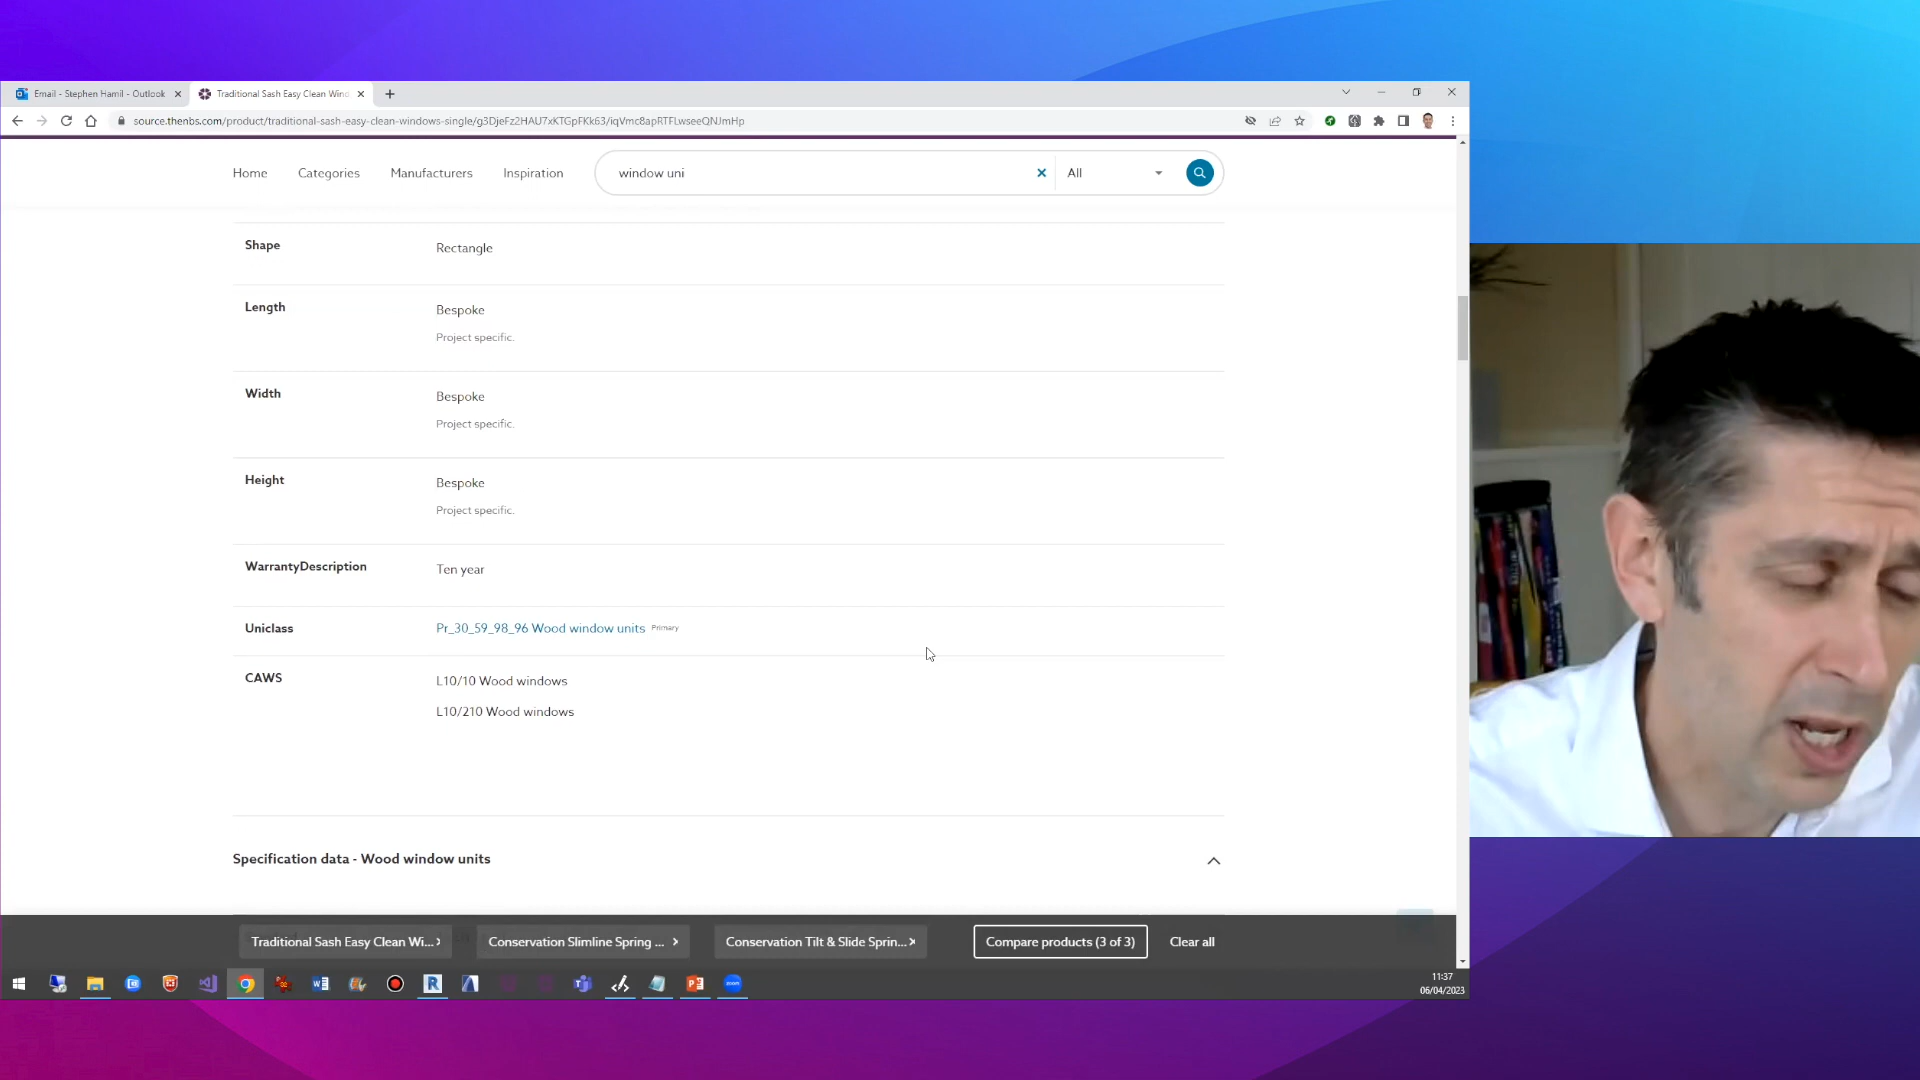 Email - Stephen Hamil - Outlook
Traditional Sash Easy Clean Wind
source.thenbs.com/product/traditional-sash-easy-clean-windows-single/g3DjeFz2HAU7xKTGpFKk63/iqVmc8apRTFLwseeQNJmHp
Home Categories Manufacturers Inspiration window uni All
Shape Rectangle
Length Bespoke
Project specific.
Width Bespoke
Project specific.
Height Bespoke
Project specific.
WarrantyDescription Ten year
Uniclass Pr_30_59_98_96 Wood window units Primary
CAWS L10/10 Wood windows
L10/210 Wood windows
Specification data - Wood window units
Traditional Sash Easy Clean Wi... Conservation Slimline Spring ... Conservation Tilt & Slide Sprin... Compare products (3 of 3) Clear all
11:37
06/04/2023